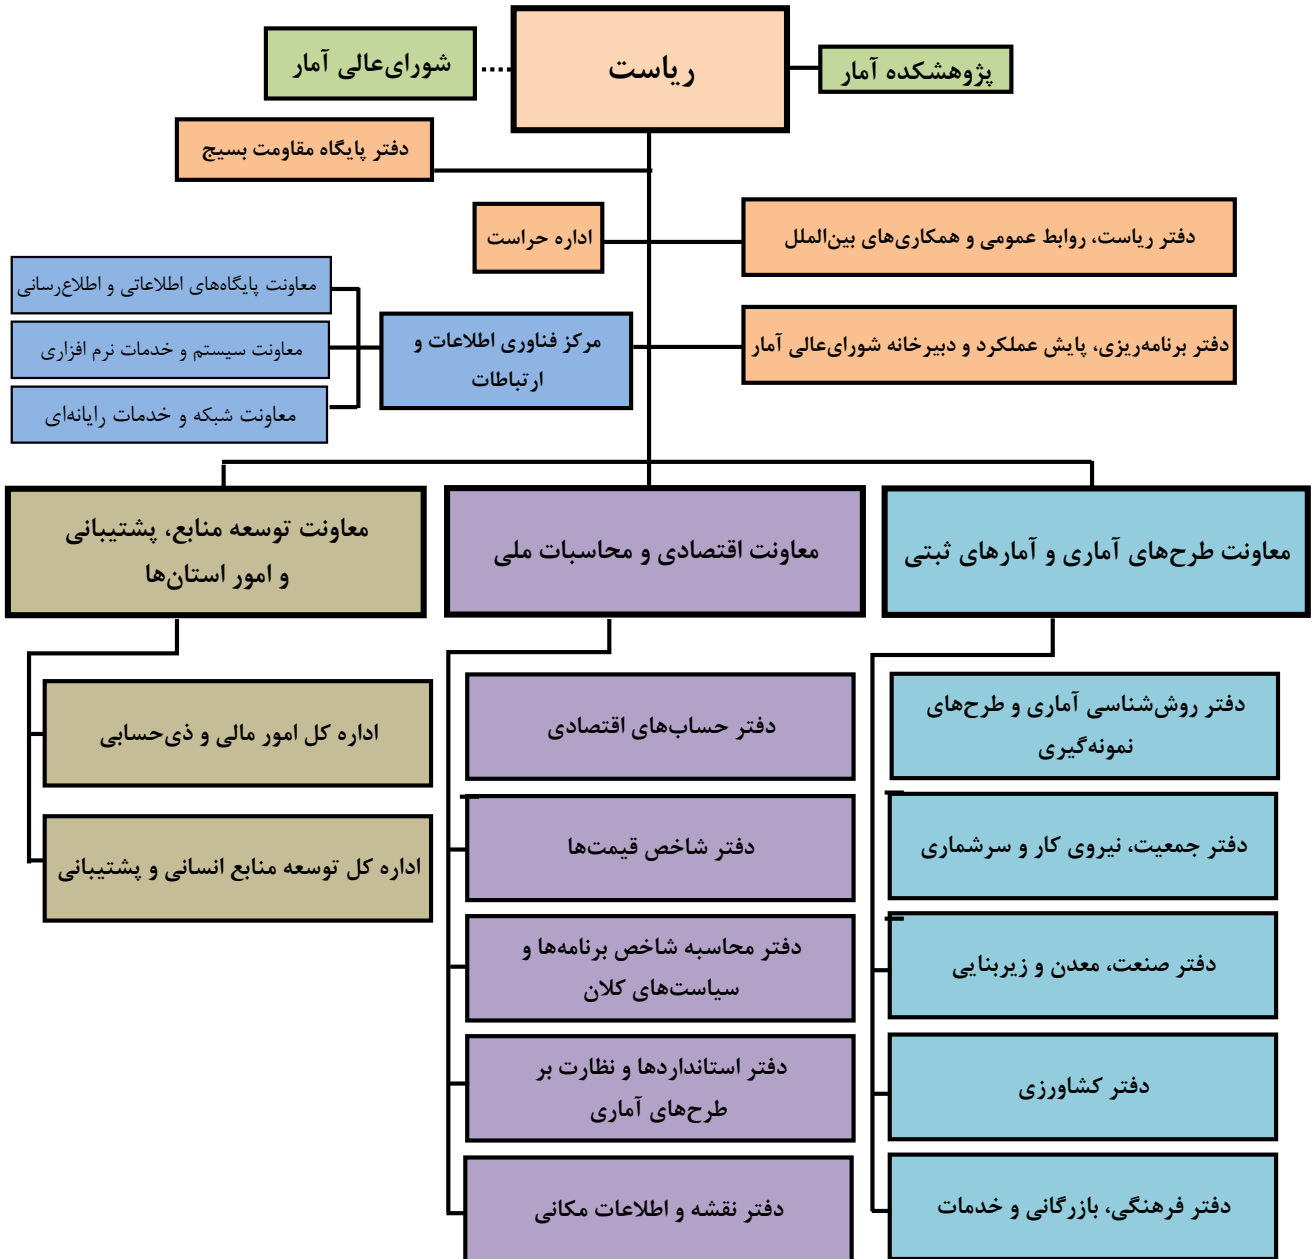 ریاست
پژوهشکده آمار
شورای‌عالی آمار
دفتر پایگاه مقاومت بسیج
دفتر ریاست، روابط عمومی و همکاری‌های بین‌الملل
اداره حراست
دفتر برنامه‌ریزی، پایش عملکرد و دبیرخانه شورای‌عالی آمار
مرکز فناوری اطلاعات و
ارتباطات
معاونت پایگاه‌های اطلاعاتی و اطلاع‌رسانی
معاونت سیستم و خدمات نرم افزاری
معاونت شبکه و خدمات رایانه‌ای
معاونت طرح‌های آماری و آمارهای ثبتی
دفتر روش‌شناسی آماری و طرح‌های
نمونه‌گیری
دفتر جمعیت، نیروی کار و سرشماری
دفتر صنعت، معدن و زیربنایی
دفتر کشاورزی
دفتر فرهنگی، بازرگانی و خدمات
معاونت اقتصادی و محاسبات ملی
دفتر حساب‌های اقتصادی
دفتر شاخص قیمت‌ها
دفتر محاسبه شاخص برنامه‌ها و
سیاست‌های کلان
دفتر استانداردها و نظارت بر
طرح‌های آماری
دفتر نقشه و اطلاعات مکانی
معاونت توسعه منابع، پشتیبانی
و امور استان‌ها
اداره کل امور مالی و ذی‌حسابی
اداره کل توسعه منابع انسانی و پشتیبانی